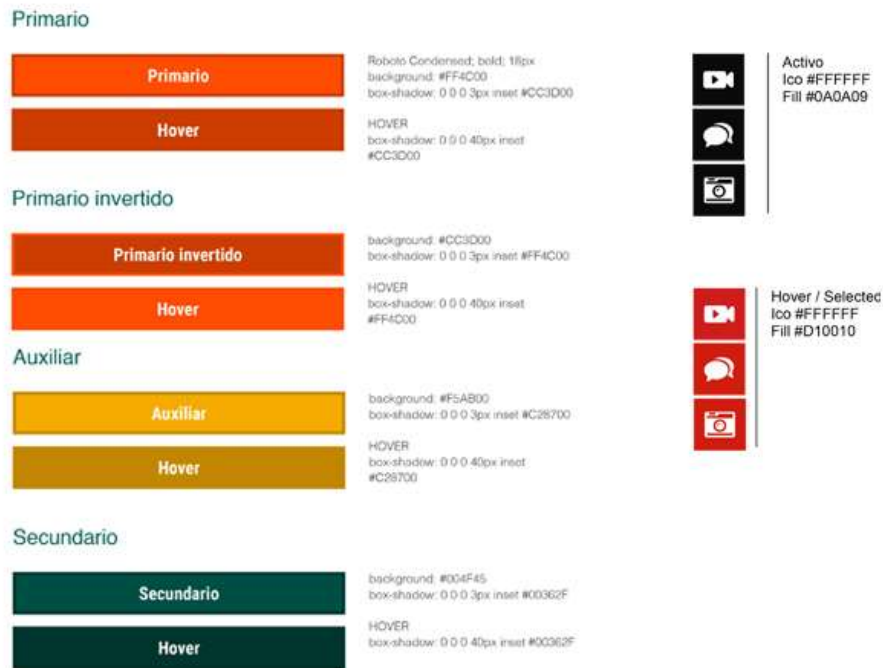 Primario
Primario
Roboto Condensed; bold; 18px
background: #FF4C00
box-shadow: 0 0 0 3px inset #CC3D00
Hover
HOVER
box-shadow: 0 0 0 40px inset
#CC3D00
Primario invertido
Primario invertido
background: #CC3D00
box-shadow: 0 0 0 3px inset #FF4C00
Hover
HOVER
box-shadow: 0 0 0 40px inset
#FF4C00
Auxiliar
Auxiliar
background: #F5AB00
box-shadow: 0 0 0 3px inset #C28700
Hover
HOVER
box-shadow: 0 0 0 40px inset
#C28700
Secundario
Secundario
background: #004F45
box-shadow: 0 0 0 3px inset #00362F
Hover
HOVER
box-shadow: 0 0 0 40px inset #00362F
Activo
Ico #FFFFFF
Fill #0A0A09
Hover / Selected
Ico #FFFFFF
Fill #D10010